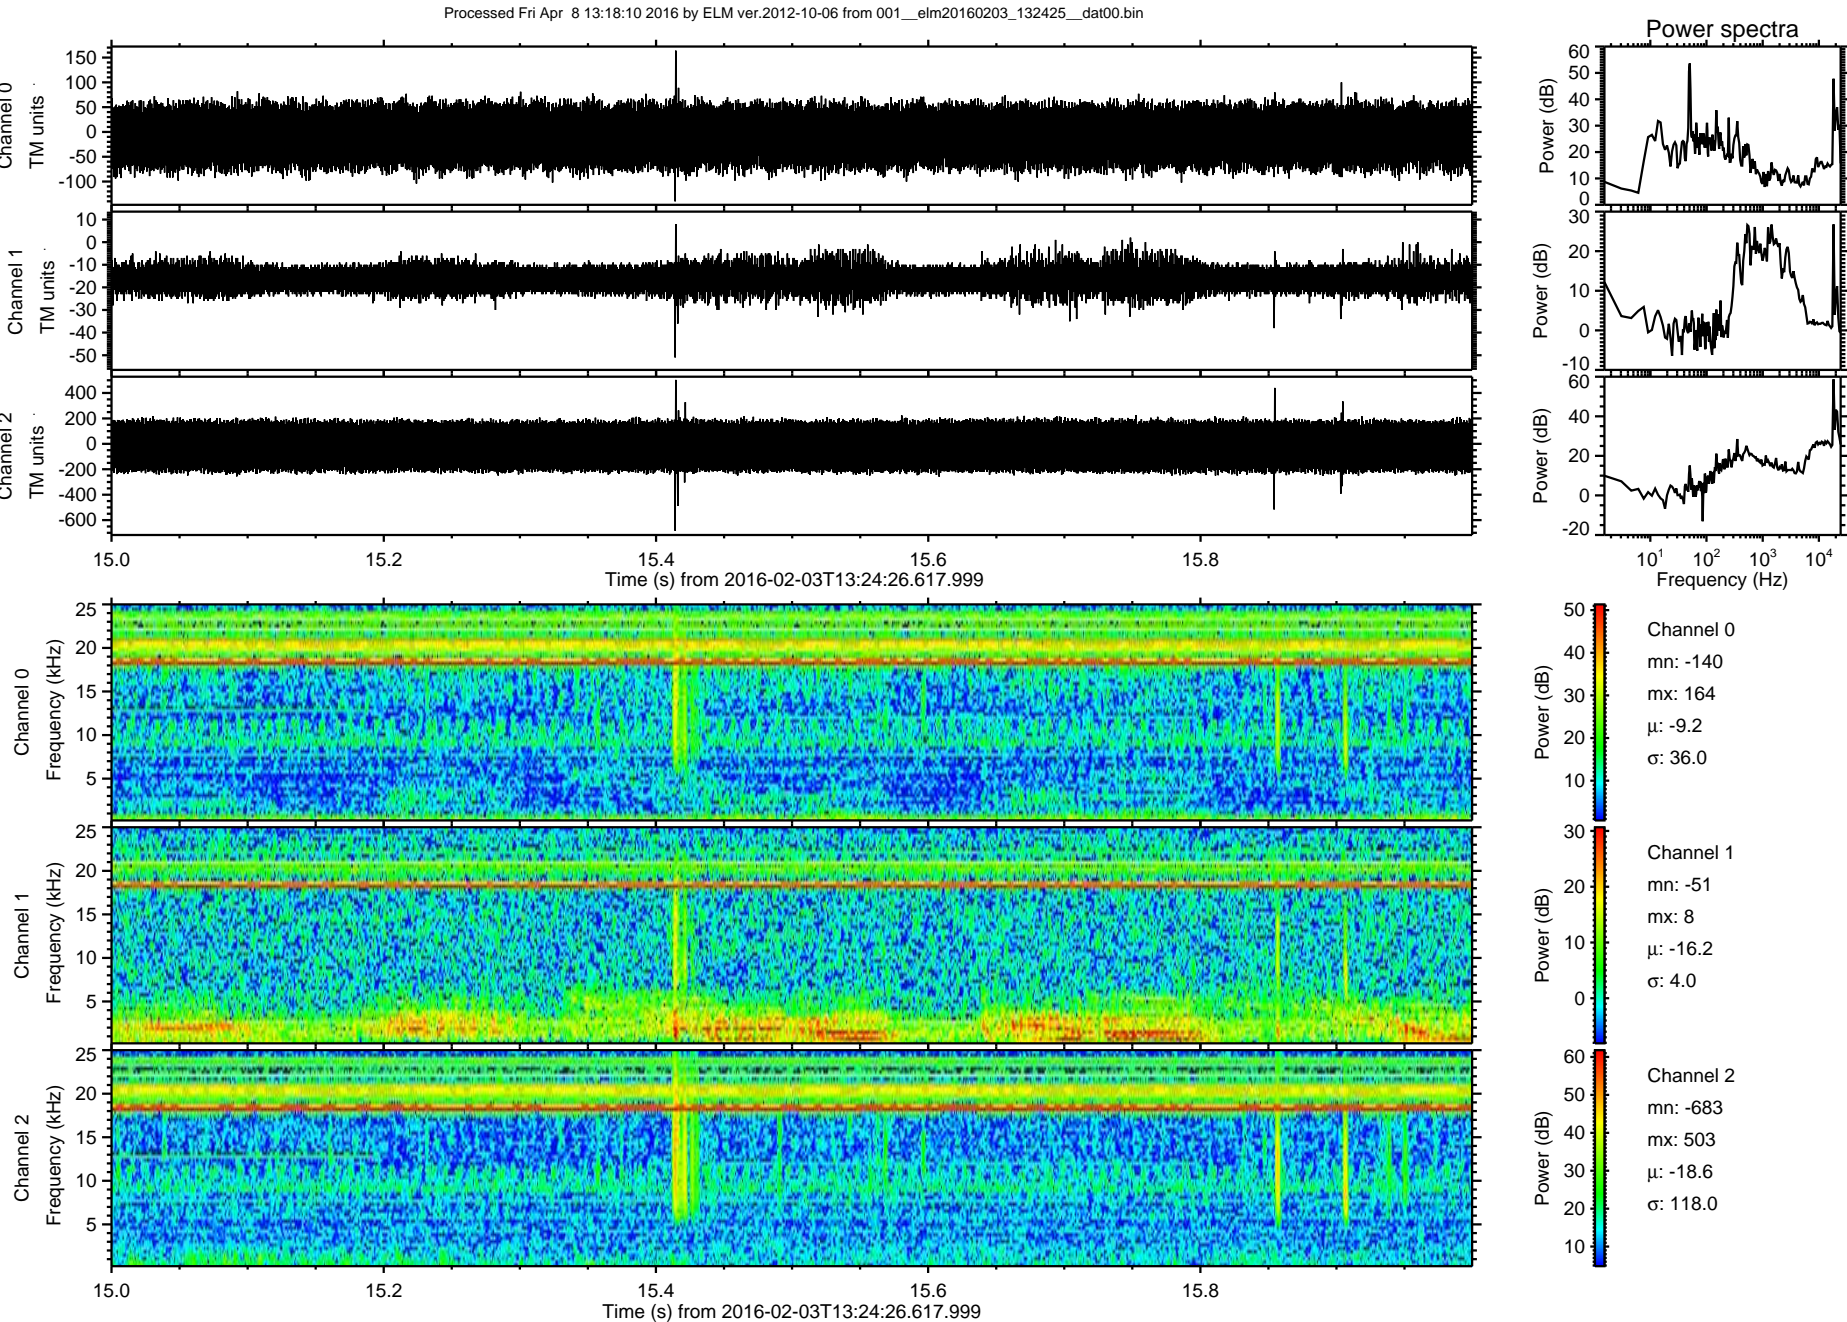 Processed Fri Apr 8 13:18:10 2016 by ELM ver.2012-10-06 from 001__elm20160203_132425__dat00.bin
Power spectra
Channel 0
TM units
150
100
50
0
-50
-100
Power (dB)
60
50
40
30
20
10
0
Channel 1
TM units
10
0
-10
-20
-30
-40
-50
Power (dB)
30
20
10
0
-10
Channel 2
TM units
400
200
0
-200
-400
-600
Power (dB)
60
40
20
0
-20
15.0 15.2 15.4 15.6 15.8
Time (s) from 2016-02-03T13:24:26.617.999
10¹ 10² 10³ 10⁴
Frequency (Hz)
Channel 0
Frequency (kHz)
25
20
15
10
5
Power (dB)
50
40
30
20
10
Channel 0
mn: -140
mx: 164
μ: -9.2
σ: 36.0
Channel 1
Frequency (kHz)
25
20
15
10
5
Power (dB)
30
20
10
0
Channel 1
mn: -51
mx: 8
μ: -16.2
σ: 4.0
Channel 2
Frequency (kHz)
25
20
15
10
5
Power (dB)
60
50
40
30
20
10
Channel 2
mn: -683
mx: 503
μ: -18.6
σ: 118.0
15.0 15.2 15.4 15.6 15.8
Time (s) from 2016-02-03T13:24:26.617.999